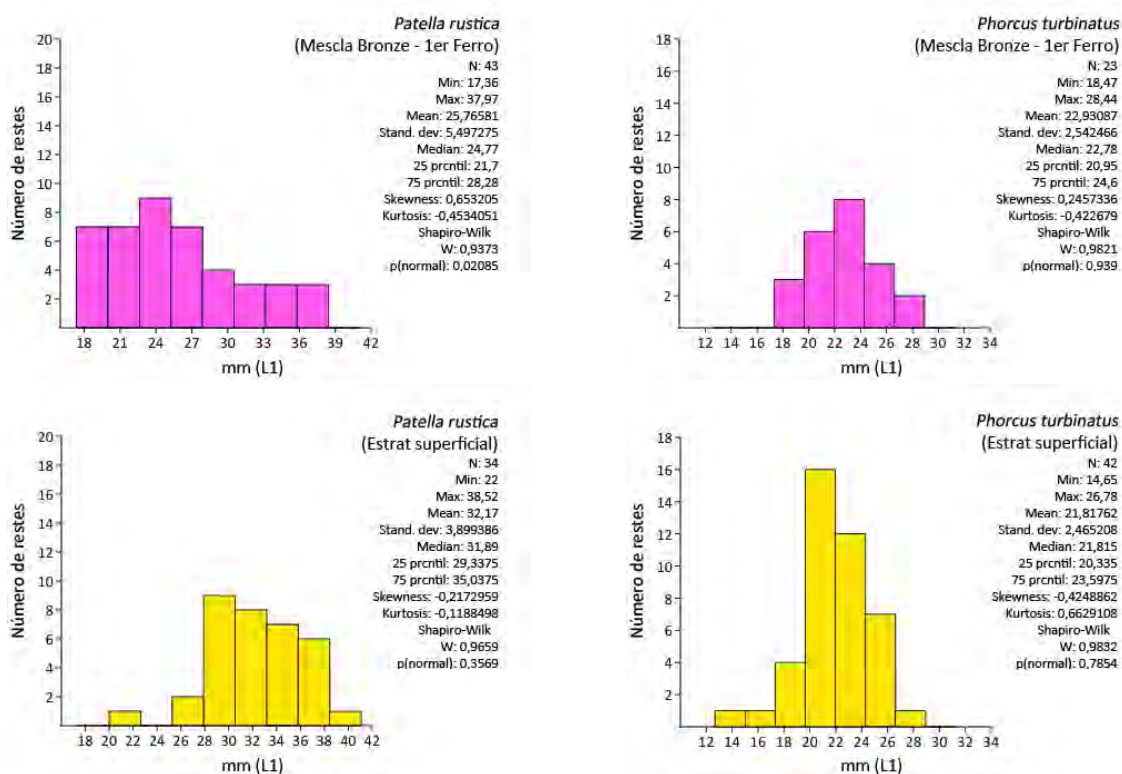 Patella rustica
(Mescla Bronze - 1er Ferro)
N: 43
Min: 17,36
Max: 37,97
Mean: 25,76581
Stand. dev: 5,497275
Median: 24,77
25 prcntil: 21,7
75 prcntil: 28,28
Skewness: 0,653205
Kurtosis: -0,4534051
Shapiro-Wilk
W: 0,9373
p(normal): 0,02085
Número de restes
20
18
16
14
12
10
8
6
4
2
18 21 24 27 30 33 36 39 42
mm (L1)
Phorcus turbinatus
(Mescla Bronze - 1er Ferro)
N: 23
Min: 18,47
Max: 28,44
Mean: 22,93087
Stand. dev: 2,542466
Median: 22,78
25 prcntil: 20,95
75 prcntil: 24,6
Skewness: 0,2457336
Kurtosis: -0,422679
Shapiro-Wilk
W: 0,9821
p(normal): 0,939
Número de restes
18
16
14
12
10
8
6
4
2
12 14 16 18 20 22 24 26 28 30 32 34
mm (L1)
Patella rustica
(Estrat superficial)
N: 34
Min: 22
Max: 38,52
Mean: 32,17
Stand. dev: 3,899386
Median: 31,89
25 prcntil: 29,3375
75 prcntil: 35,0375
Skewness: -0,2172959
Kurtosis: -0,1188498
Shapiro-Wilk
W: 0,9659
p(normal): 0,3569
Número de restes
20
18
16
14
12
10
8
6
4
2
18 20 22 24 26 28 30 32 34 36 38 40 42
mm (L1)
Phorcus turbinatus
(Estrat superficial)
N: 42
Min: 14,65
Max: 26,78
Mean: 21,81762
Stand. dev: 2,465208
Median: 21,815
25 prcntil: 20,335
75 prcntil: 23,5975
Skewness: -0,4248862
Kurtosis: 0,6629108
Shapiro-Wilk
W: 0,9832
p(normal): 0,7854
Número de restes
18
16
14
12
10
8
6
4
2
12 14 16 18 20 22 24 26 28 30 32 34
mm (L1)